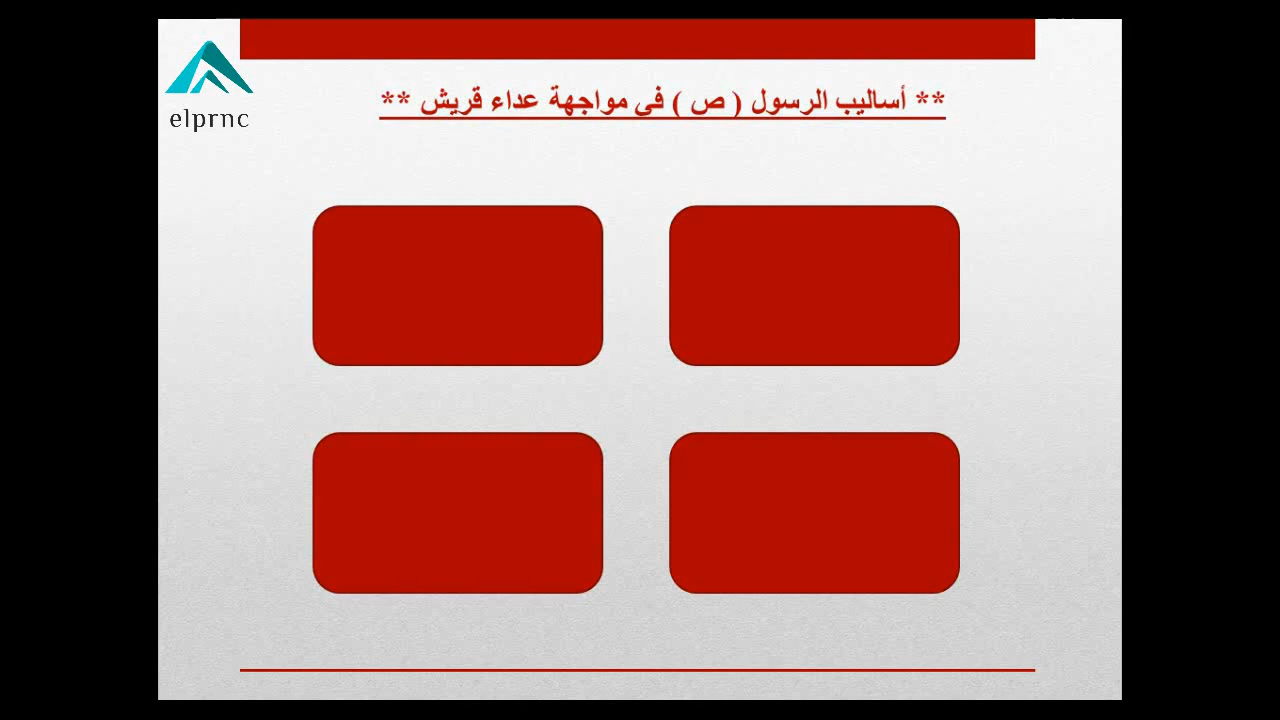 ** أساليب الرسول ( ص ) فى مواجهة عداء قريش **
elprnc